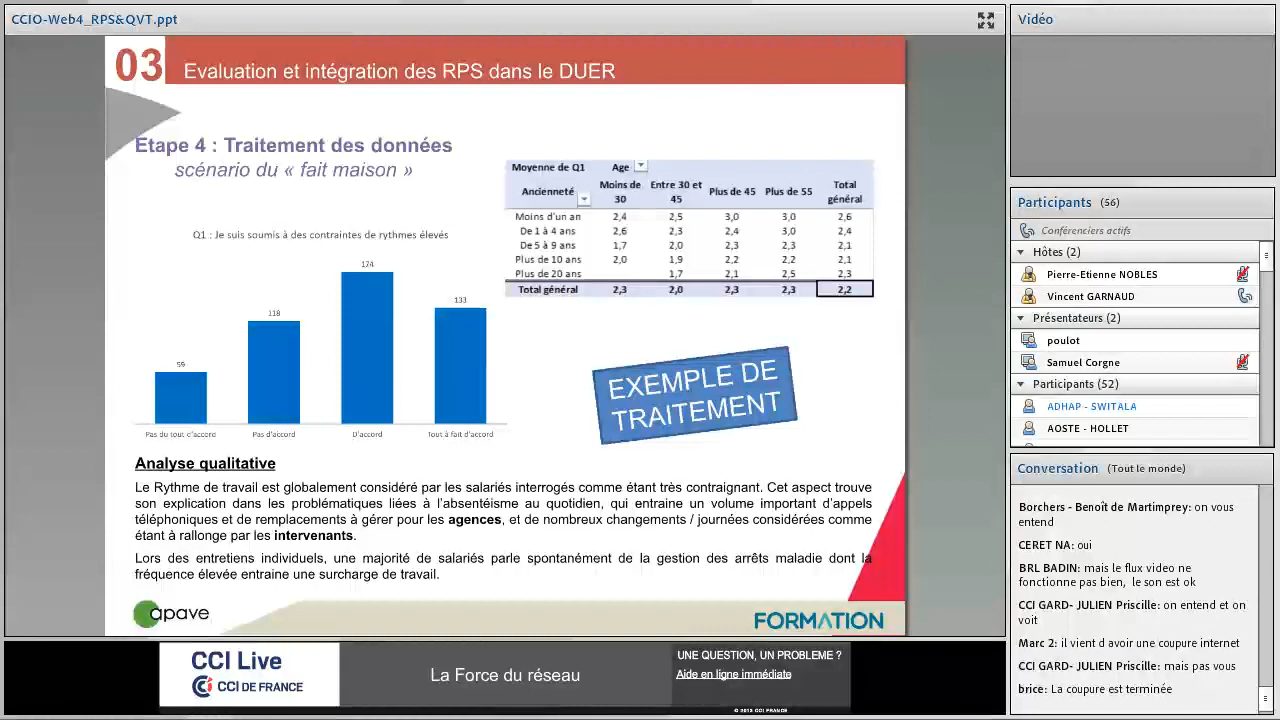 CCIO-Web4_RPS&QVT.ppt
03 Evaluation et intégration des RPS dans le DUER
Etape 4 : Traitement des données
scénario du « fait maison »
Q1 : Je suis soumis à des contraintes de rythmes élevés
59
118
174
133
Pas du tout d'accord
Pas d'accord
D'accord
Tout à fait d'accord
Moyenne de Q1 Age
Ancienneté Moins de 30 Entre 30 et 45 Plus de 45 Plus de 55 Total général
Moins d'un an 2,4 2,5 3,0 3,0 2,6
De 1 à 4 ans 2,6 2,3 2,4 3,0 2,4
De 5 à 9 ans 1,7 2,0 2,3 2,3 2,1
Plus de 10 ans 2,0 1,9 2,2 2,2 2,1
Plus de 20 ans 1,7 2,1 2,5 2,3
Total général 2,3 2,0 2,3 2,3 2,2
EXEMPLE DE
TRAITEMENT
Analyse qualitative
Le Rythme de travail est globalement considéré par les salariés interrogés comme étant très contraignant. Cet aspect trouve
son explication dans les problématiques liées à l'absentéisme au quotidien, qui entraine un volume important d'appels
téléphoniques et de remplacements à gérer pour les agences, et de nombreux changements / journées considérées comme
étant à rallonge par les intervenants.
Lors des entretiens individuels, une majorité de salariés parle spontanément de la gestion des arrêts maladie dont la
fréquence élevée entraine une surcharge de travail.
apave
FORMATION
CCI Live
CCI DE FRANCE
La Force du réseau
UNE QUESTION, UN PROBLEME ?
Aide en ligne immédiate
© 2013 CCI FRANCE
Vidéo
Participants (56)
Conférenciers actifs
Hôtes (2)
Pierre-Etienne NOBLES
Vincent GARNAUD
Présentateurs (2)
poulot
Samuel Corgne
Participants (52)
ADHAP - SWITALA
AOSTE - HOLLET
Conversation (Tout le monde)
Borchers - Benoît de Martimprey: on vous
entend
CERET NA: oui
BRL BADIN: mais le flux video ne
fonctionne pas bien, le son est ok
CCI GARD- JULIEN Priscille: on entend et on
voit
Marc 2: il vient d avoir une coupure internet
CCI GARD- JULIEN Priscille: mais pas vous
brice: La coupure est terminée